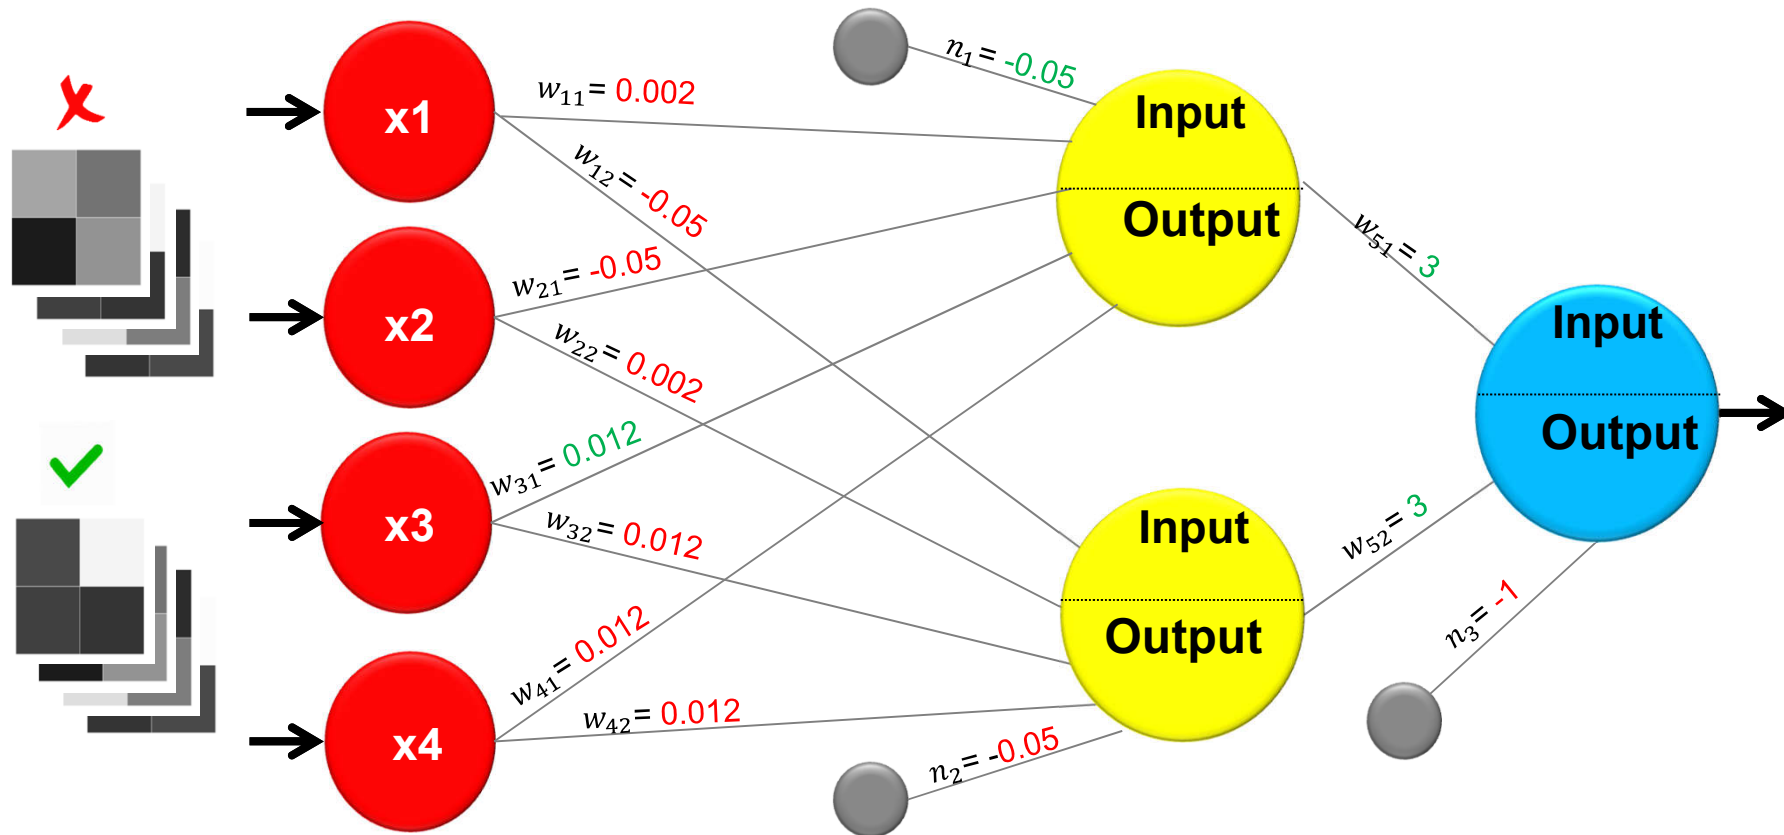 n₁= -0.05
w₁₁= 0.002
x1
Input
w₁₂= -0.05
Output
w₅₁= 3
w₂₁= -0.05
x2
Input
w₂₂= 0.002
Output
w₃₁= 0.012
x3
w₃₂= 0.012
Input
w₅₂= 3
Output
w₄₁= 0.012
n₃= -1
w₄₂= 0.012
x4
n₂= -0.05